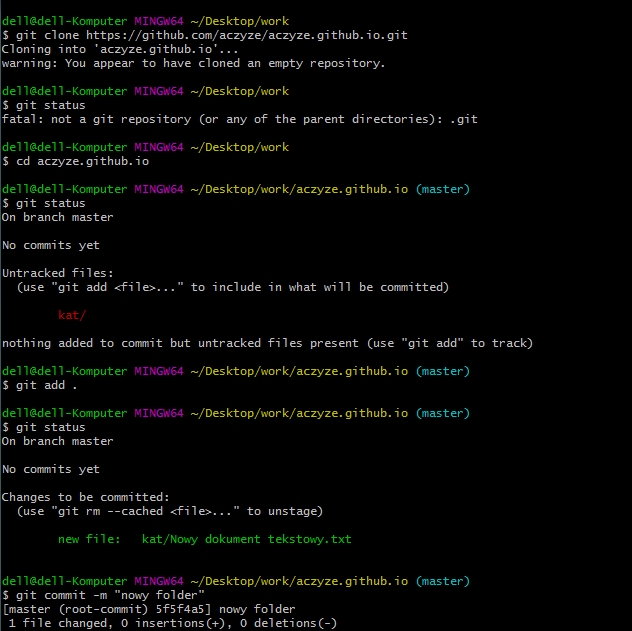 dell@dell-Komputer MINGW64 ~/Desktop/work
$ git clone https://github.com/aczyze/aczyze.github.io.git
Cloning into 'aczyze.github.io'...
warning: You appear to have cloned an empty repository.
dell@dell-Komputer MINGW64 ~/Desktop/work
$ git status
fatal: not a git repository (or any of the parent directories): .git
dell@dell-Komputer MINGW64 ~/Desktop/work
$ cd aczyze.github.io
dell@dell-Komputer MINGW64 ~/Desktop/work/aczyze.github.io (master)
$ git status
On branch master
No commits yet
Untracked files:
(use "git add <file>..." to include in what will be committed)
kat/
nothing added to commit but untracked files present (use "git add" to track)
dell@dell-Komputer MINGW64 ~/Desktop/work/aczyze.github.io (master)
$ git add .
dell@dell-Komputer MINGW64 ~/Desktop/work/aczyze.github.io (master)
$ git status
On branch master
No commits yet
Changes to be committed:
(use "git rm --cached <file>..." to unstage)
new file:   kat/Nowy dokument tekstowy.txt
dell@dell-Komputer MINGW64 ~/Desktop/work/aczyze.github.io (master)
$ git commit -m "nowy folder"
[master (root-commit) 5f5f4a5] nowy folder
1 file changed, 0 insertions(+), 0 deletions(-)